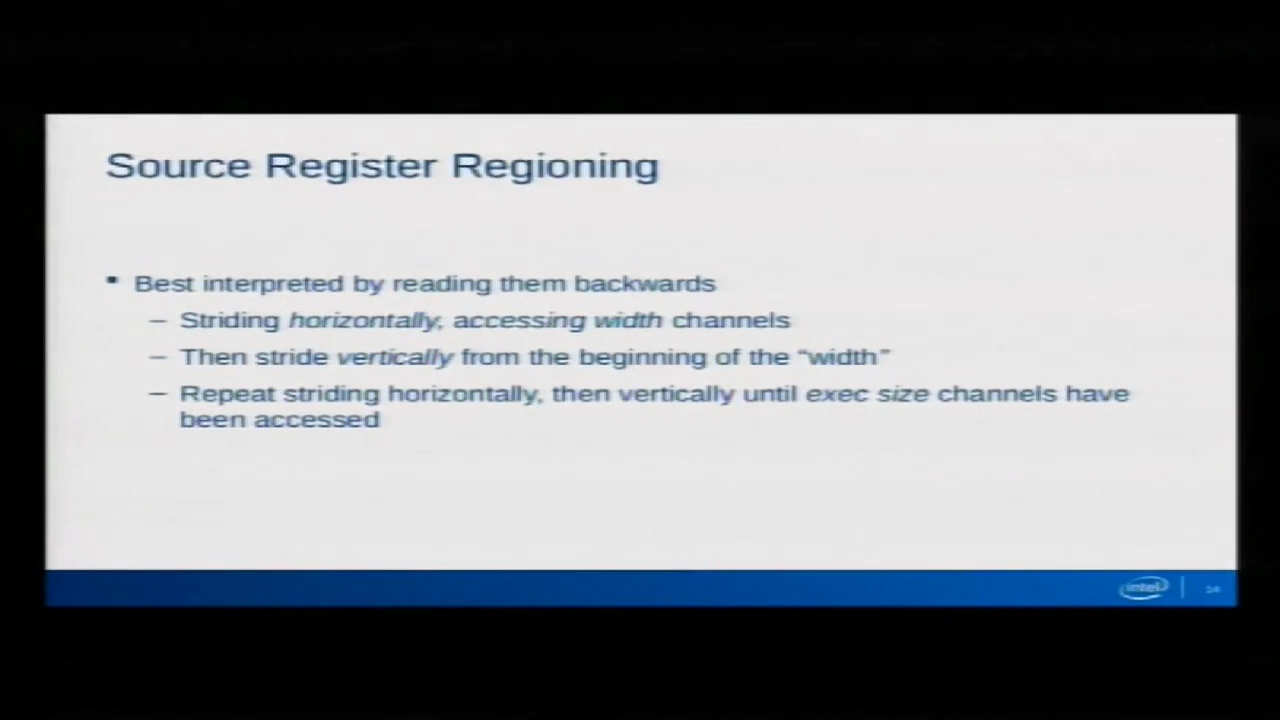 Source Register Regioning
▪ Best interpreted by reading them backwards
– Striding horizontally, accessing width channels
– Then stride vertically from the beginning of the “width”
– Repeat striding horizontally, then vertically until exec size channels have
been accessed
intel